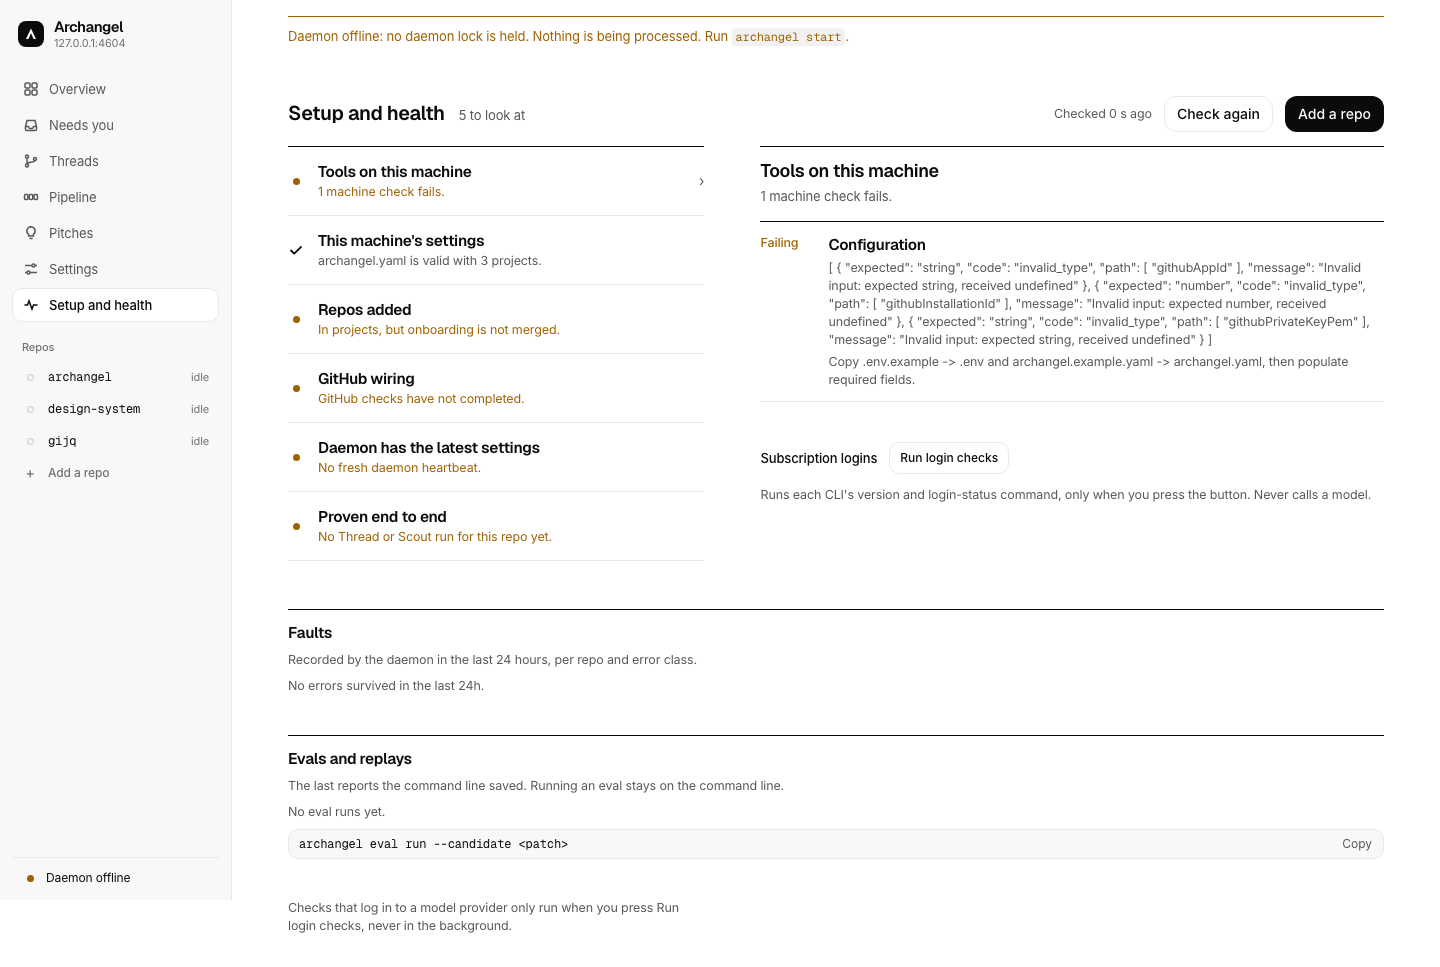 Archangel
127.0.0.1:4604
Overview
Needs you
Threads
Pipeline
Pitches
Settings
Setup and health
Repos
archangel idle
design-system idle
gijq idle
+ Add a repo
Daemon offline
Daemon offline: no daemon lock is held. Nothing is being processed. Run archangel start.
Setup and health 5 to look at
Checked 0 s ago Check again Add a repo
Tools on this machine
1 machine check fails.
This machine's settings
archangel.yaml is valid with 3 projects.
Repos added
In projects, but onboarding is not merged.
GitHub wiring
GitHub checks have not completed.
Daemon has the latest settings
No fresh daemon heartbeat.
Proven end to end
No Thread or Scout run for this repo yet.
Tools on this machine
1 machine check fails.
Failing Configuration
[ { "expected": "string", "code": "invalid_type", "path": [ "githubAppId" ], "message": "Invalid
input: expected string, received undefined" }, { "expected": "number", "code": "invalid_type",
"path": [ "githubInstallationId" ], "message": "Invalid input: expected number, received
undefined" }, { "expected": "string", "code": "invalid_type", "path": [ "githubPrivateKeyPem" ],
"message": "Invalid input: expected string, received undefined" } ]
Copy .env.example -> .env and archangel.example.yaml -> archangel.yaml, then populate
required fields.
Subscription logins Run login checks
Runs each CLI's version and login-status command, only when you press the button. Never calls a model.
Faults
Recorded by the daemon in the last 24 hours, per repo and error class.
No errors survived in the last 24h.
Evals and replays
The last reports the command line saved. Running an eval stays on the command line.
No eval runs yet.
archangel eval run --candidate <patch> Copy
Checks that log in to a model provider only run when you press Run
login checks, never in the background.